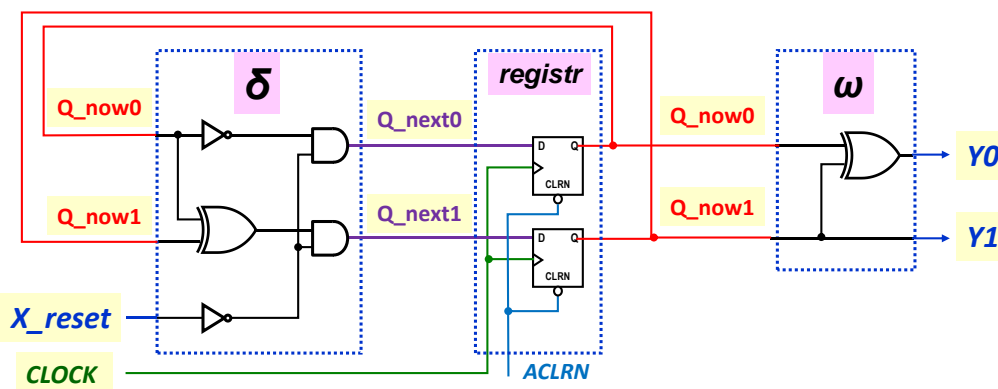 δ
registr
ω
Q_now0
Q_next0
Q_now0
D
Q
CLRN
Y0
Q_now1
Q_next1
Q_now1
D
Q
CLRN
Y1
X_reset
CLOCK
ACLRN